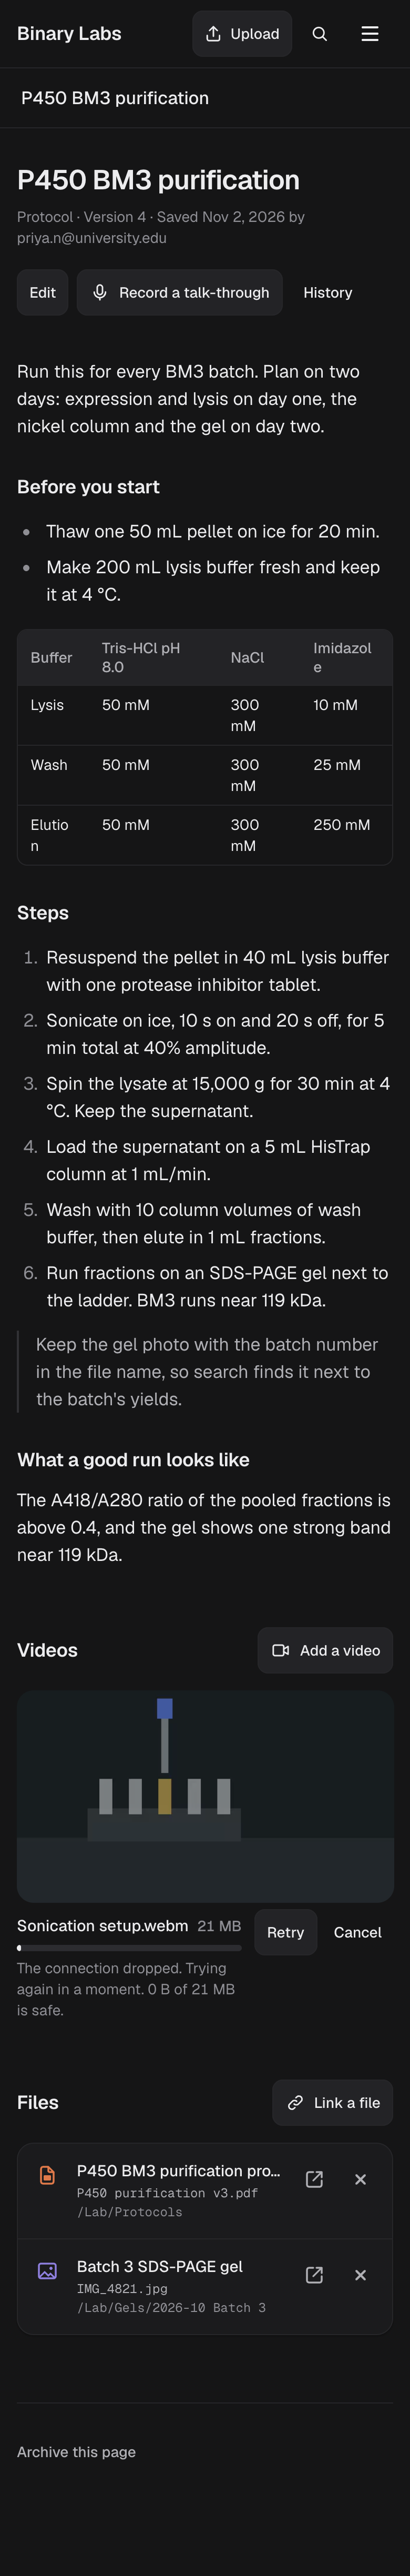 Binary Labs
Upload
P450 BM3 purification
P450 BM3 purification
Protocol · Version 4 · Saved Nov 2, 2026 by
priya.n@university.edu
Edit
Record a talk-through
History
Run this for every BM3 batch. Plan on two
days: expression and lysis on day one, the
nickel column and the gel on day two.
Before you start
• Thaw one 50 mL pellet on ice for 20 min.
• Make 200 mL lysis buffer fresh and keep
it at 4 °C.
Buffer Tris-HCl pH 8.0 NaCl Imidazole
Lysis 50 mM 300 mM 10 mM
Wash 50 mM 300 mM 25 mM
Elution 50 mM 300 mM 250 mM
Steps
1. Resuspend the pellet in 40 mL lysis buffer
with one protease inhibitor tablet.
2. Sonicate on ice, 10 s on and 20 s off, for 5
min total at 40% amplitude.
3. Spin the lysate at 15,000 g for 30 min at 4
°C. Keep the supernatant.
4. Load the supernatant on a 5 mL HisTrap
column at 1 mL/min.
5. Wash with 10 column volumes of wash
buffer, then elute in 1 mL fractions.
6. Run fractions on an SDS-PAGE gel next to
the ladder. BM3 runs near 119 kDa.
Keep the gel photo with the batch number
in the file name, so search finds it next to
the batch's yields.
What a good run looks like
The A418/A280 ratio of the pooled fractions is
above 0.4, and the gel shows one strong band
near 119 kDa.
Videos
Add a video
Sonication setup.webm 21 MB
Retry
Cancel
The connection dropped. Trying
again in a moment. 0 B of 21 MB
is safe.
Files
Link a file
P450 BM3 purification pro...
P450 purification v3.pdf
/Lab/Protocols
Batch 3 SDS-PAGE gel
IMG_4821.jpg
/Lab/Gels/2026-10 Batch 3
Archive this page